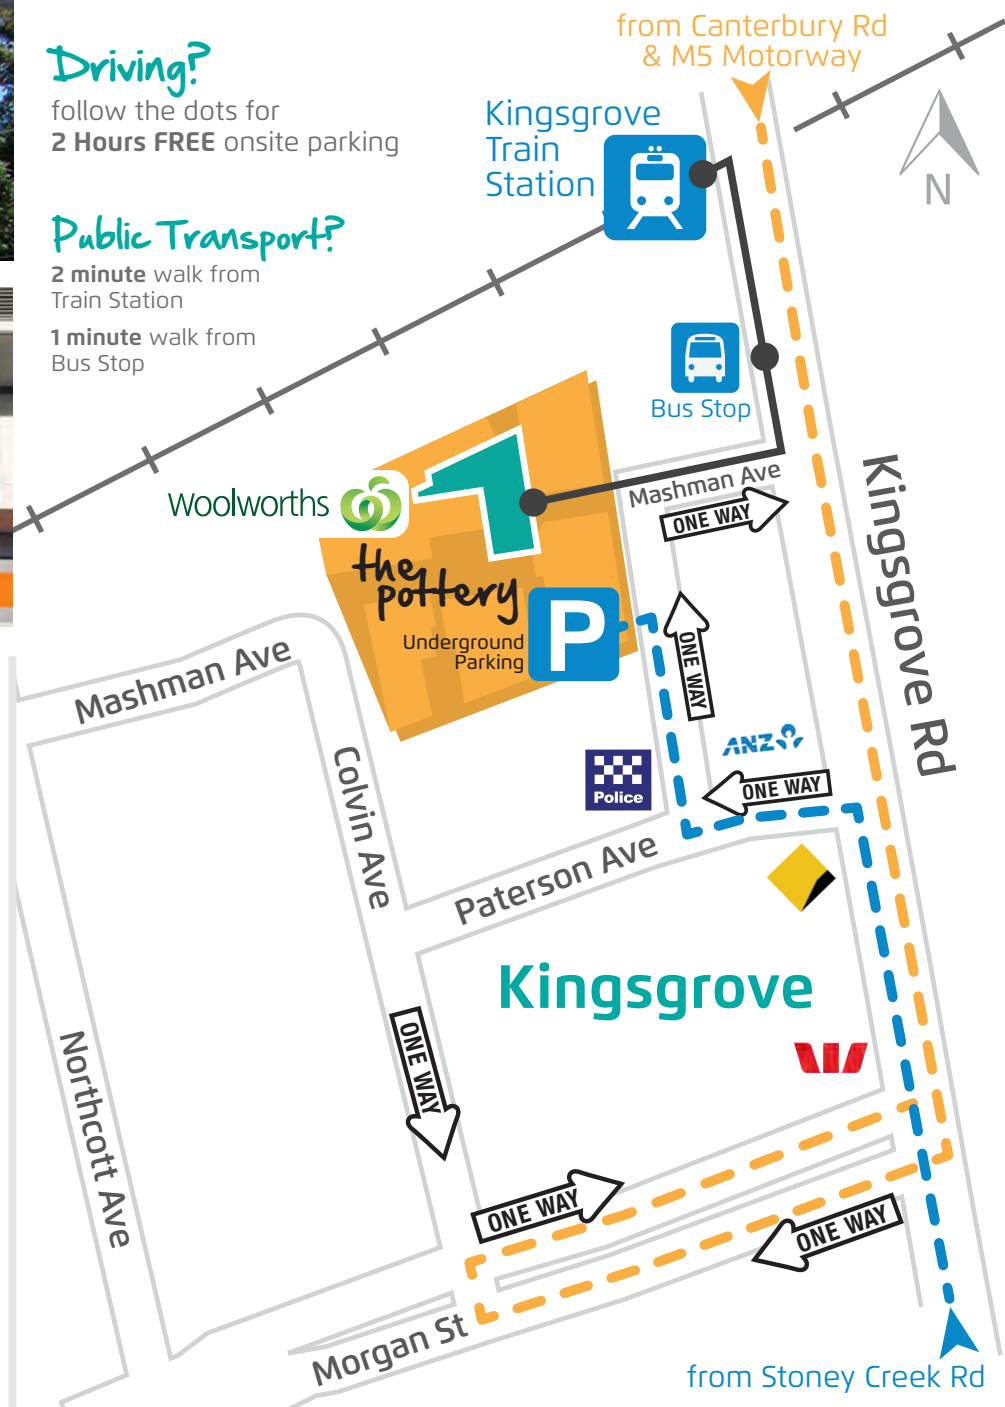 Driving?
follow the dots for
2 Hours FREE onsite parking
Public Transport?
2 minute walk from
Train Station
1 minute walk from
Bus Stop
from Canterbury Rd
& M5 Motorway
Kingsgrove
Train
Station
N
Bus Stop
Mashman Ave
ONE WAY
Kingsgrove Rd
Woolworths
the
pottery
Underground
Parking
P
ONE WAY
Mashman Ave
Colvin Ave
ANZ
Police
ONE WAY
Paterson Ave
Kingsgrove
ONE WAY
Northcott Ave
ONE WAY
ONE WAY
Morgan St
from Stoney Creek Rd